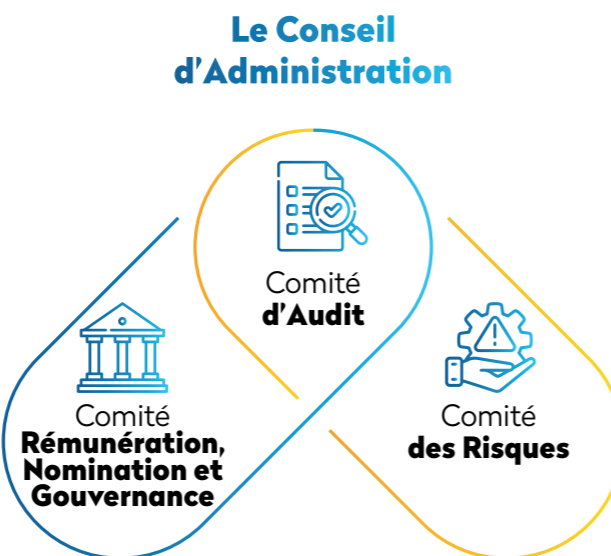 Le Conseil
d'Administration
Comité
d'Audit
Comité
Rémunération,
Nomination et
Gouvernance
Comité
des Risques